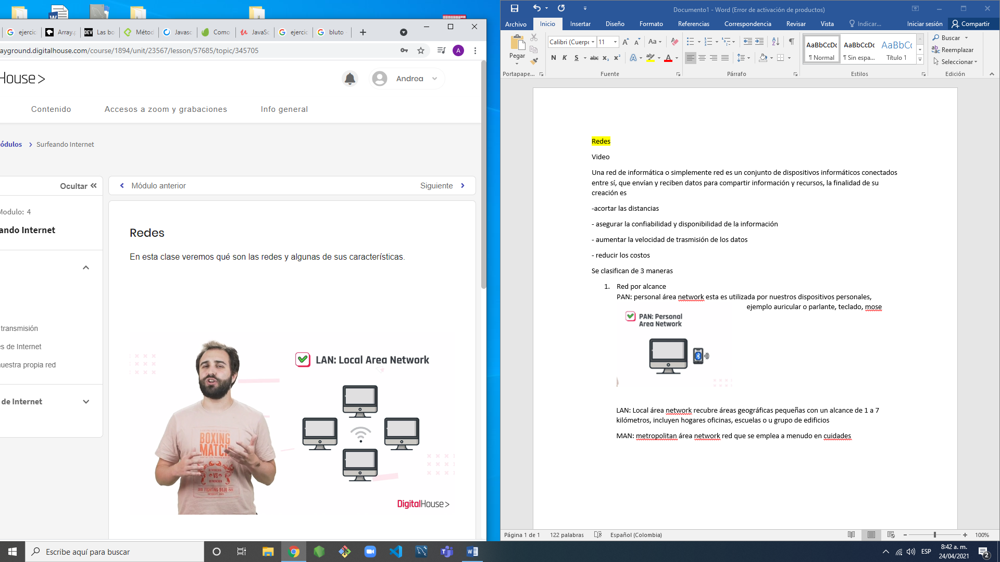 ejercic
Array.p
Las bo
Métod
Javasc
Como
JavaSc
ejercic
bluto -
ayground.digitalhouse.com/course/1894/unit/23567/lesson/57685/topic/345705
A
House>
Andrea
Contenido
Accesos a zoom y grabaciones
Info general
ódulos > Surfeando Internet
Ocultar
Módulo anterior
Siguiente
Modulo: 4
ando Internet
transmisión
es de Internet
nuestra propia red
de Internet
Redes
En esta clase veremos qué son las redes y algunas de sus características.
LAN: Local Area Network
BOXING
MATCH
VS
FIGHTING DOJO
DigitalHouse>
Documento1 - Word (Error de activación de productos)
Archivo Inicio Insertar Diseño Formato Referencias Correspondencia Revisar Vista Indicar... Iniciar sesión Compartir
Pegar
Calibri (Cuerpo 11
N K S abc x₂ x²
AaBbCcDc AaBbCcDc AaBbCc
¶ Normal ¶ Sin espa... Título 1
Buscar
Reemplazar
Seleccionar
Portapape... Fuente Párrafo Estilos Edición
Redes
Video
Una red de informática o simplemente red es un conjunto de dispositivos informáticos conectados
entre sí, que envían y reciben datos para compartir información y recursos, la finalidad de su
creación es
-acortar las distancias
- asegurar la confiabilidad y disponibilidad de la información
- aumentar la velocidad de trasmisión de los datos
- reducir los costos
Se clasifican de 3 maneras
1. Red por alcance
PAN: personal área network esta es utilizada por nuestros dispositivos personales,
ejemplo auricular o parlante, teclado, mose
PAN: Personal
Area Network
LAN: Local área network recubre áreas geográficas pequeñas con un alcance de 1 a 7
kilómetros, incluyen hogares oficinas, escuelas o u grupo de edificios
MAN: metropolitan área network red que se emplea a menudo en cuidades
Página 1 de 1 122 palabras Español (Colombia) 100%
Escribe aquí para buscar
ESP
8:42 a. m.
24/04/2021
2